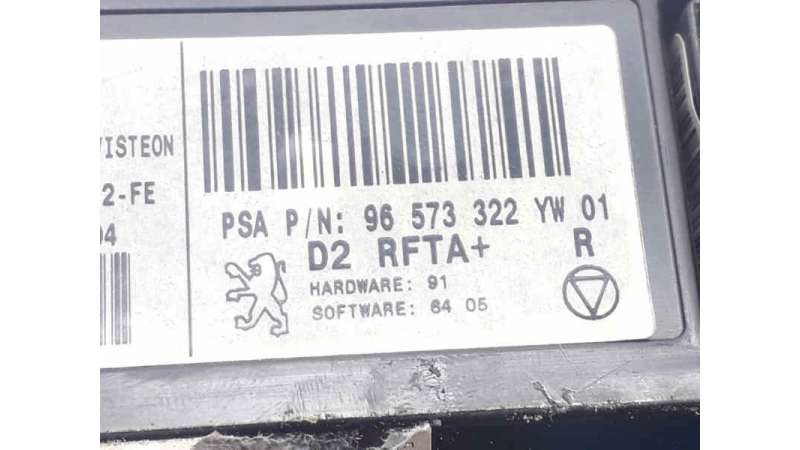 VISTEON
2-FE
04
PSA P/N: 96 573 322 YW 01
D2 RFTA+ R
HARDWARE: 91
SOFTWARE: 64 05